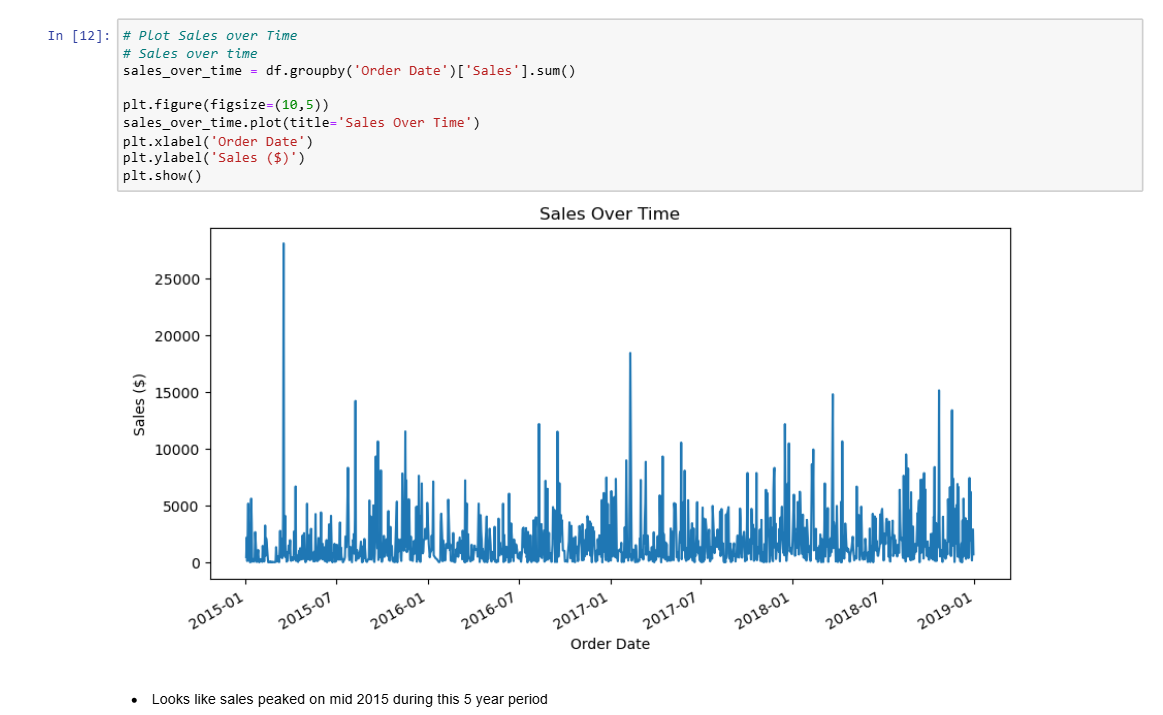 In [12]:
# Plot Sales over Time
# Sales over time
sales_over_time = df.groupby('Order Date')['Sales'].sum()
plt.figure(figsize=(10,5))
sales_over_time.plot(title='Sales Over Time')
plt.xlabel('Order Date')
plt.ylabel('Sales ($)')
plt.show()
Sales Over Time
Sales ($)
25000
20000
15000
10000
5000
0
2015-01
2015-07
2016-01
2016-07
2017-01
2017-07
2018-01
2018-07
2019-01
Order Date
• Looks like sales peaked on mid 2015 during this 5 year period